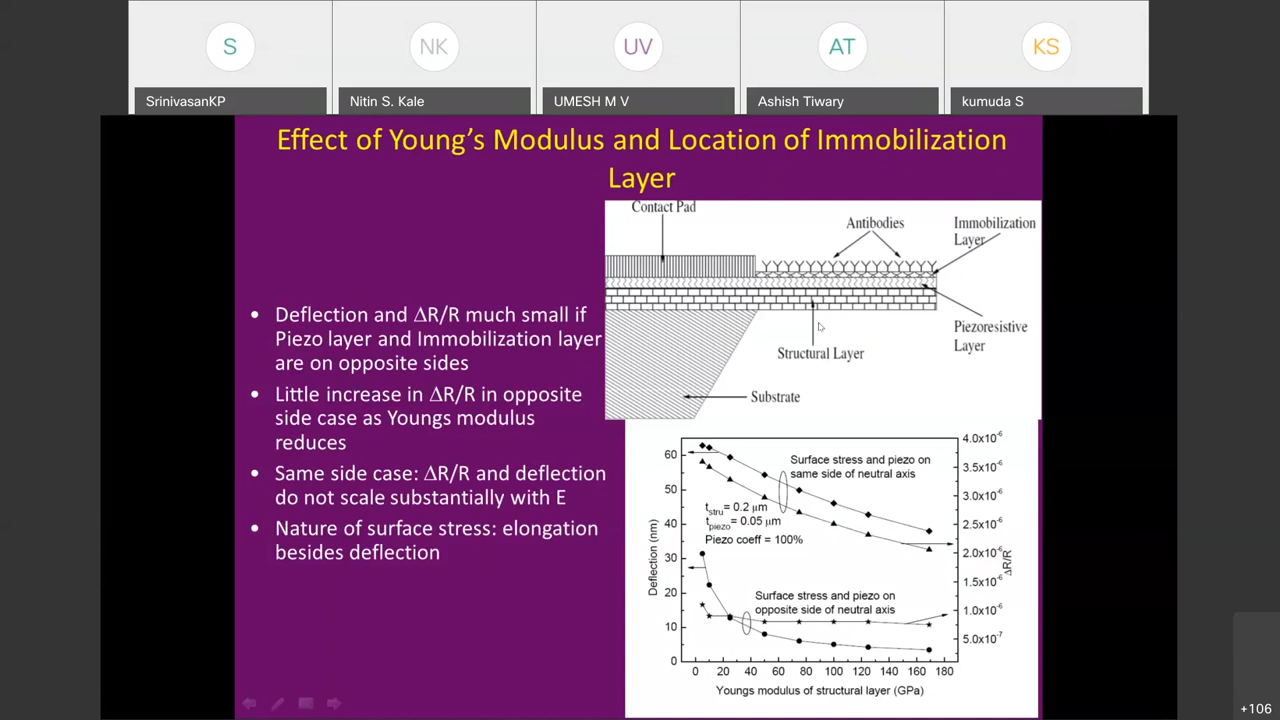 S
NK
UV
AT
KS
SrinivasanKP
Nitin S. Kale
UMESH M V
Ashish Tiwary
kumuda S
Effect of Young's Modulus and Location of Immobilization
Layer
• Deflection and ΔR/R much small if
Piezo layer and Immobilization layer
are on opposite sides
• Little increase in ΔR/R in opposite
side case as Youngs modulus
reduces
• Same side case: ΔR/R and deflection
do not scale substantially with E
• Nature of surface stress: elongation
besides deflection
Contact Pad
Antibodies
Immobilization
Layer
Piezoresistive
Layer
Structural Layer
Substrate
Deflection (nm)
60
50
40
30
20
10
0
Surface stress and piezo on
same side of neutral axis
t_stru= 0.2 μm
t_piezo= 0.05 μm
Piezo coeff = 100%
Surface stress and piezo on
opposite side of neutral axis
4.0x10⁻⁶
3.5x10⁻⁶
3.0x10⁻⁶
2.5x10⁻⁶
2.0x10⁻⁶
1.5x10⁻⁶
1.0x10⁻⁶
5.0x10⁻⁷
ΔR/R
0 20 40 60 80 100 120 140 160 180
Youngs modulus of structural layer (GPa)
+106